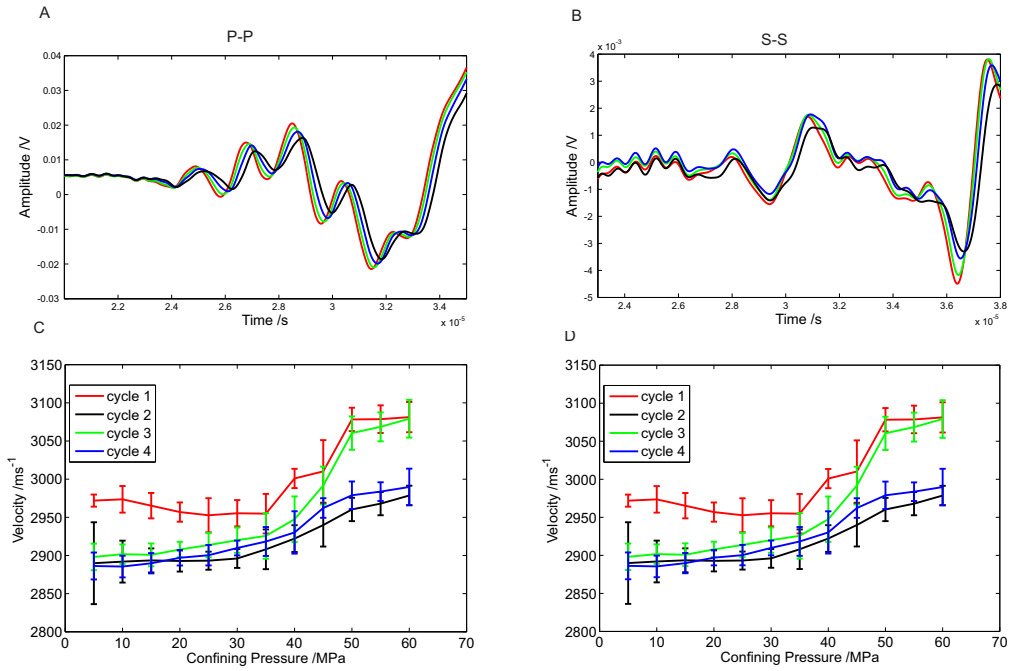 A
P-P
0.04
0.03
0.02
0.01
0
-0.01
-0.02
-0.03
2.2
2.4
2.6
2.8
3
3.2
3.4
x 10⁻⁵
Amplitude /V
Time /s
B
S-S
x 10⁻³
4
3
2
1
0
-1
-2
-3
-4
-5
2.3
2.6
2.8
3.0
3.2
3.4
3.6
3.8
x 10⁻⁵
Amplitude /V
Time /s
C
3150
3100
3050
3000
2950
2900
2850
2800
0
10
20
30
40
50
60
70
cycle 1
cycle 2
cycle 3
cycle 4
Velocity /ms⁻¹
Confining Pressure /MPa
D
3150
3100
3050
3000
2950
2900
2850
2800
0
10
20
30
40
50
60
70
cycle 1
cycle 2
cycle 3
cycle 4
Velocity /ms⁻¹
Confining Pressure /MPa